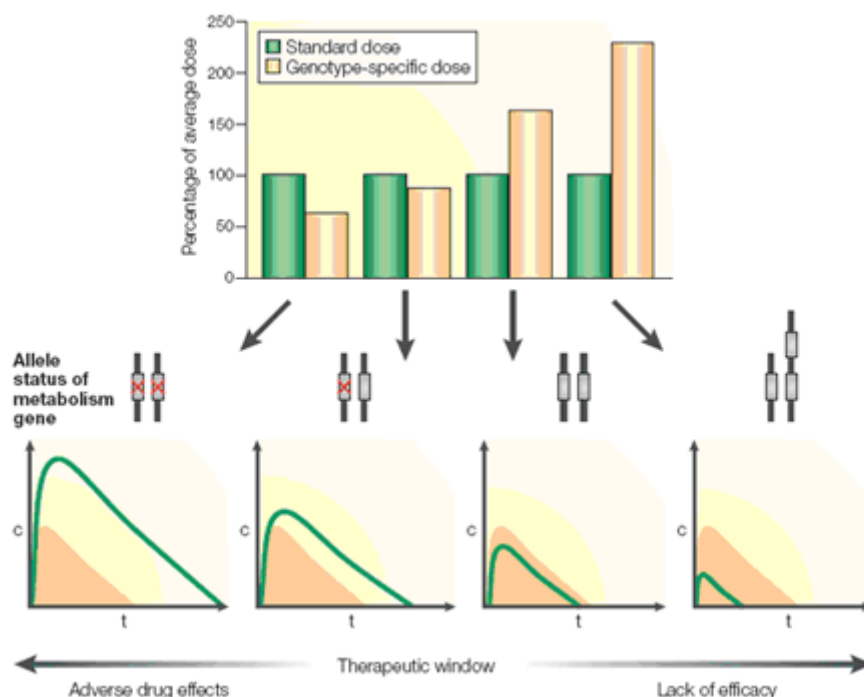 250
Standard dose
Genotype-specific dose
200
150
100
50
0
Percentage of average dose
Allele
status of
metabolism
gene
c
t
c
t
c
t
c
t
Therapeutic window
Adverse drug effects
Lack of efficacy